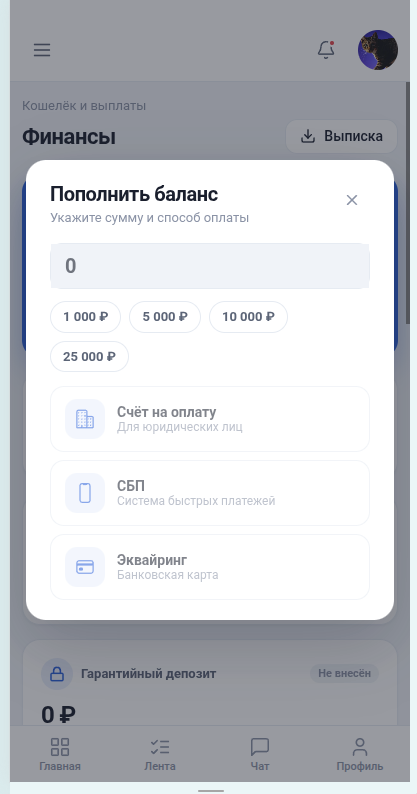 Кошелёк и выплаты
Финансы
Выписка
Пополнить баланс
Укажите сумму и способ оплаты
0
1 000 ₽
5 000 ₽
10 000 ₽
25 000 ₽
Счёт на оплату
Для юридических лиц
СБП
Система быстрых платежей
Эквайринг
Банковская карта
Гарантийный депозит
Не внесён
0 ₽
Главная
Лента
Чат
Профиль